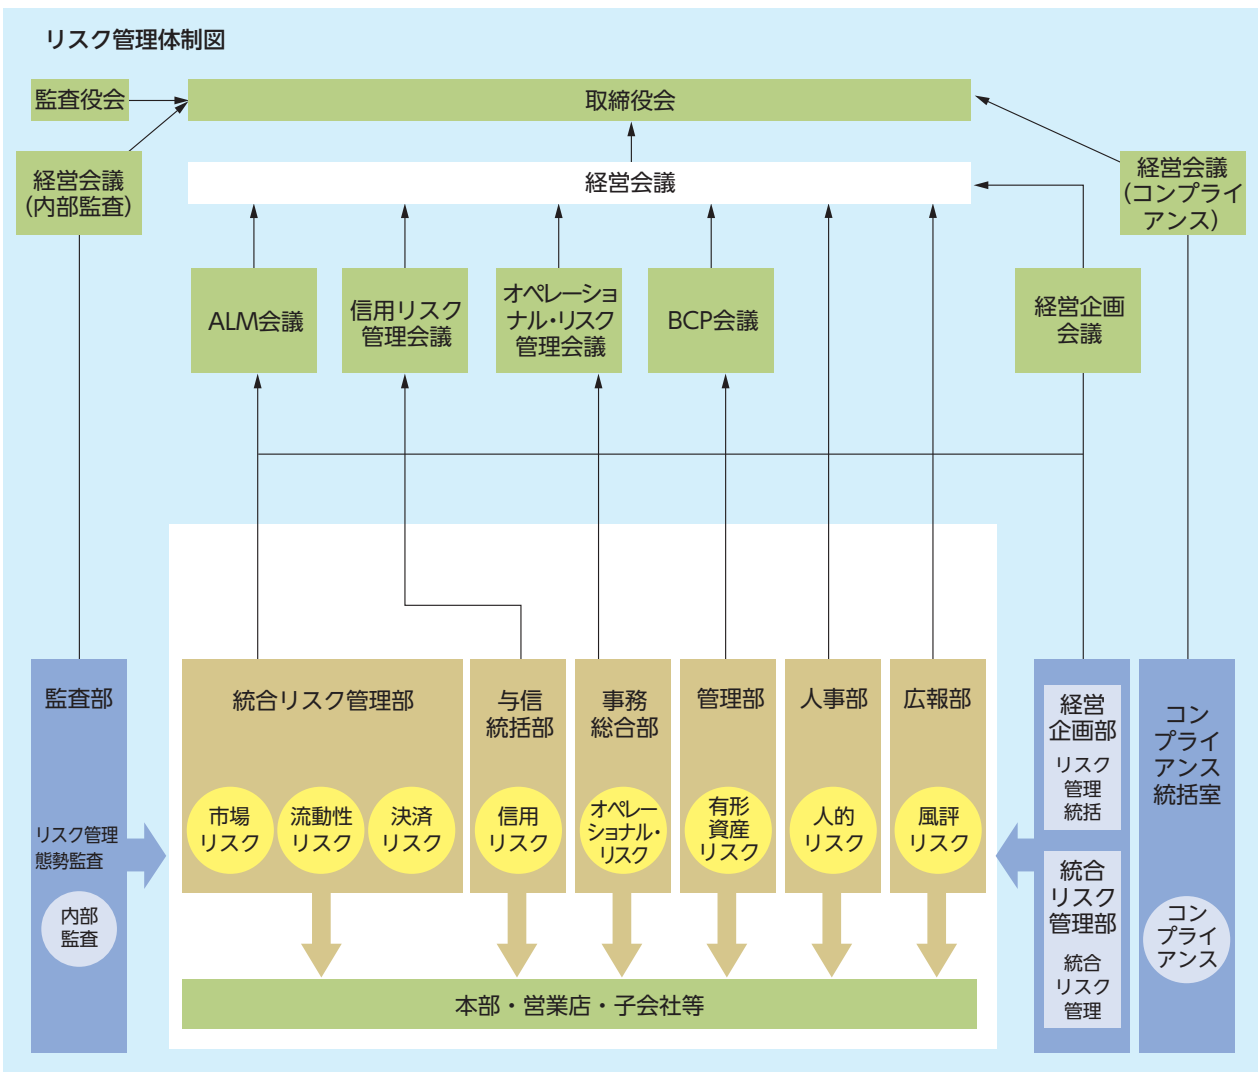 リスク管理体制図
監査役会
取締役会
経営会議
(内部監査)
経営会議
経営会議
(コンプライ
アンス)
ALM会議
信用リスク
管理会議
オペレーショ
ナル・リスク
管理会議
BCP会議
経営企画
会議
監査部
リスク管理
態勢監査
内部
監査
統合リスク管理部
市場
リスク
流動性
リスク
決済
リスク
与信
統括部
信用
リスク
事務
総合部
オペレー
ショナル・
リスク
管理部
有形
資産
リスク
人事部
人的
リスク
広報部
風評
リスク
本部・営業店・子会社等
経営
企画部
リスク
管理
統括
統合
リスク
管理部
統合
リスク
管理
コン
プライ
アンス
統括室
コン
プライ
アンス